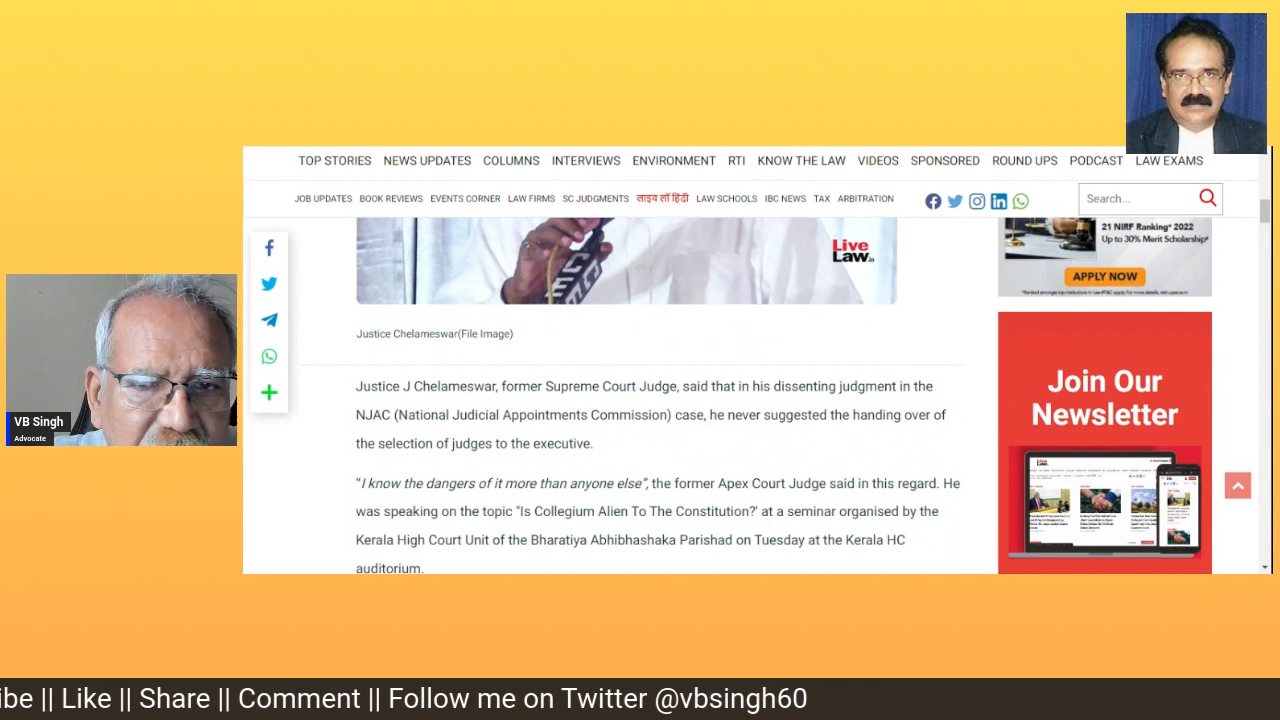 TOP STORIES NEWS UPDATES COLUMNS INTERVIEWS ENVIRONMENT RTI KNOW THE LAW VIDEOS SPONSORED ROUND UPS PODCAST LAW EXAMS
JOB UPDATES BOOK REVIEWS EVENTS CORNER LAW FIRMS SC JUDGMENTS लाइव लॉ हिंदी LAW SCHOOLS IBC NEWS TAX ARBITRATION
Search...
Live
Law.in
21 NIRF Ranking* 2022
Up to 30% Merit Scholarship*
APPLY NOW
Justice Chelameswar(File Image)
Justice J Chelameswar, former Supreme Court Judge, said that in his dissenting judgment in the
NJAC (National Judicial Appointments Commission) case, he never suggested the handing over of
the selection of judges to the executive.
"I know the dangers of it more than anyone else", the former Apex Court Judge said in this regard. He
was speaking on the topic "Is Collegium Alien To The Constitution?' at a seminar organised by the
Kerala High Court Unit of the Bharatiya Abhibhashaka Parishad on Tuesday at the Kerala HC
auditorium.
Join Our
Newsletter
VB Singh
Advocate
ibe || Like || Share || Comment || Follow me on Twitter @vbsingh60